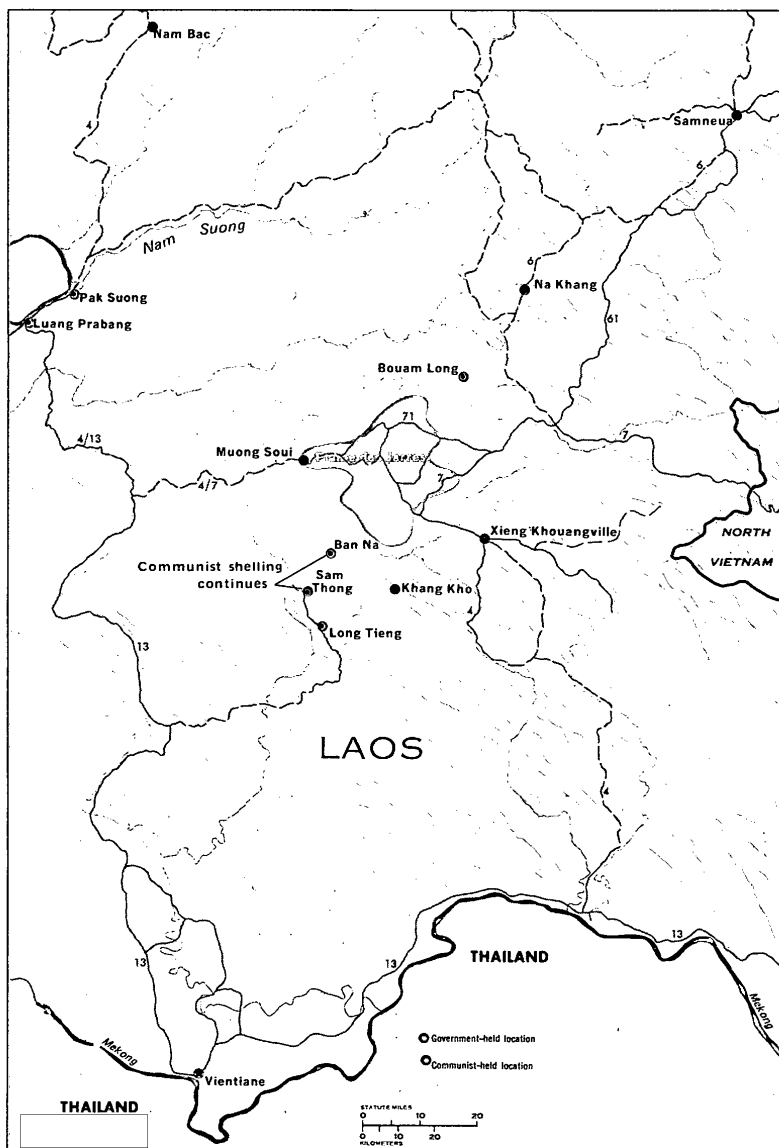 Nam Bac
4
Samneua
6
Nam Suong
6
Na Khang
Pak Suong
Luang Prabang
61
Bouam Long
71
4/13
Muong Soui
7
4/7
7
Xieng Khouangville
NORTH
VIETNAM
Ban Na
Communist shelling
continues
Sam
Thong
Khang Kho
4
Long Tieng
13
LAOS
4
13
THAILAND
13
13
Mekong
Government-held location
Mekong
Communist-held location
Vientiane
THAILAND
STATUTE MILES
0 10 20
0 10 20
KILOMETERS